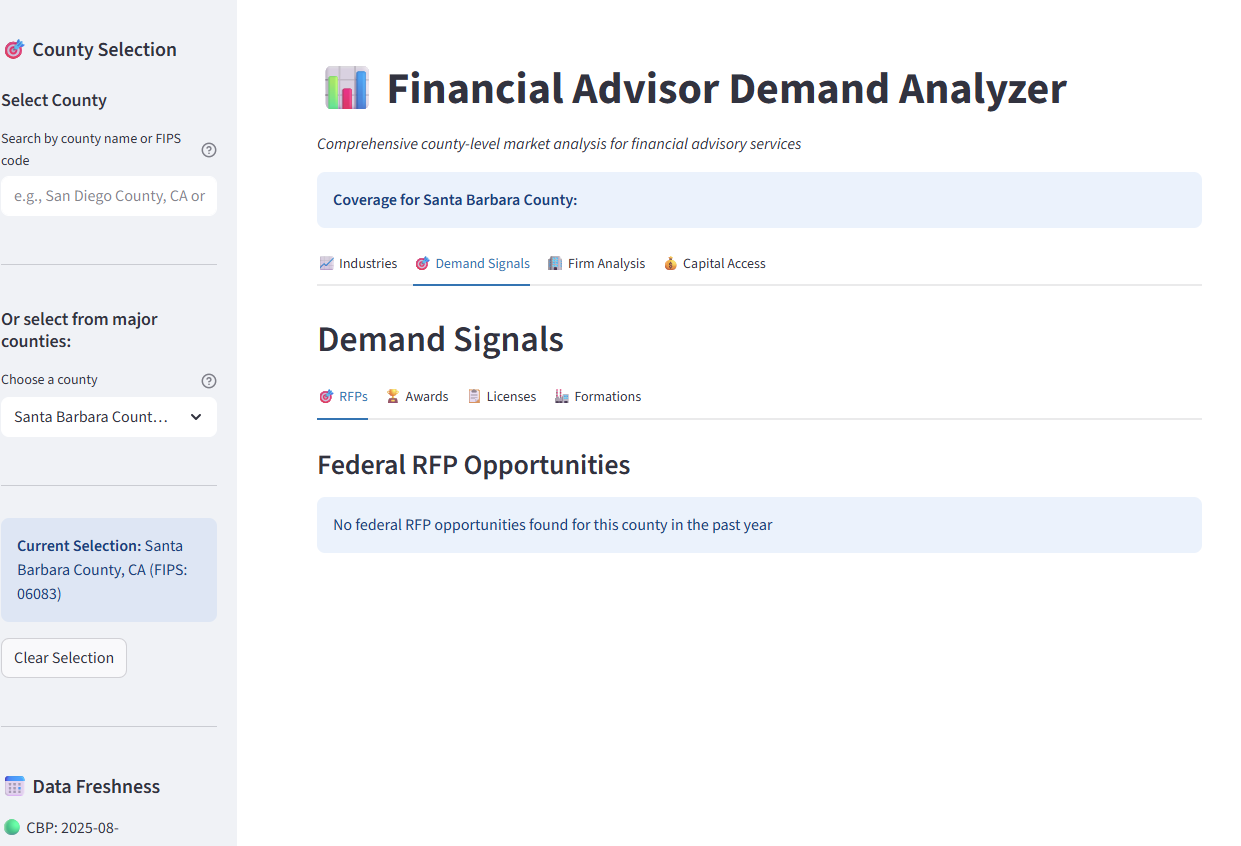 County Selection
Select County
Search by county name or FIPS
code
e.g., San Diego County, CA or
Or select from major
counties:
Choose a county
Santa Barbara Count...
Current Selection: Santa
Barbara County, CA (FIPS:
06083)
Clear Selection
Data Freshness
CBP: 2025-08-
Financial Advisor Demand Analyzer
Comprehensive county-level market analysis for financial advisory services
Coverage for Santa Barbara County:
Industries Demand Signals Firm Analysis Capital Access
Demand Signals
RFPs Awards Licenses Formations
Federal RFP Opportunities
No federal RFP opportunities found for this county in the past year